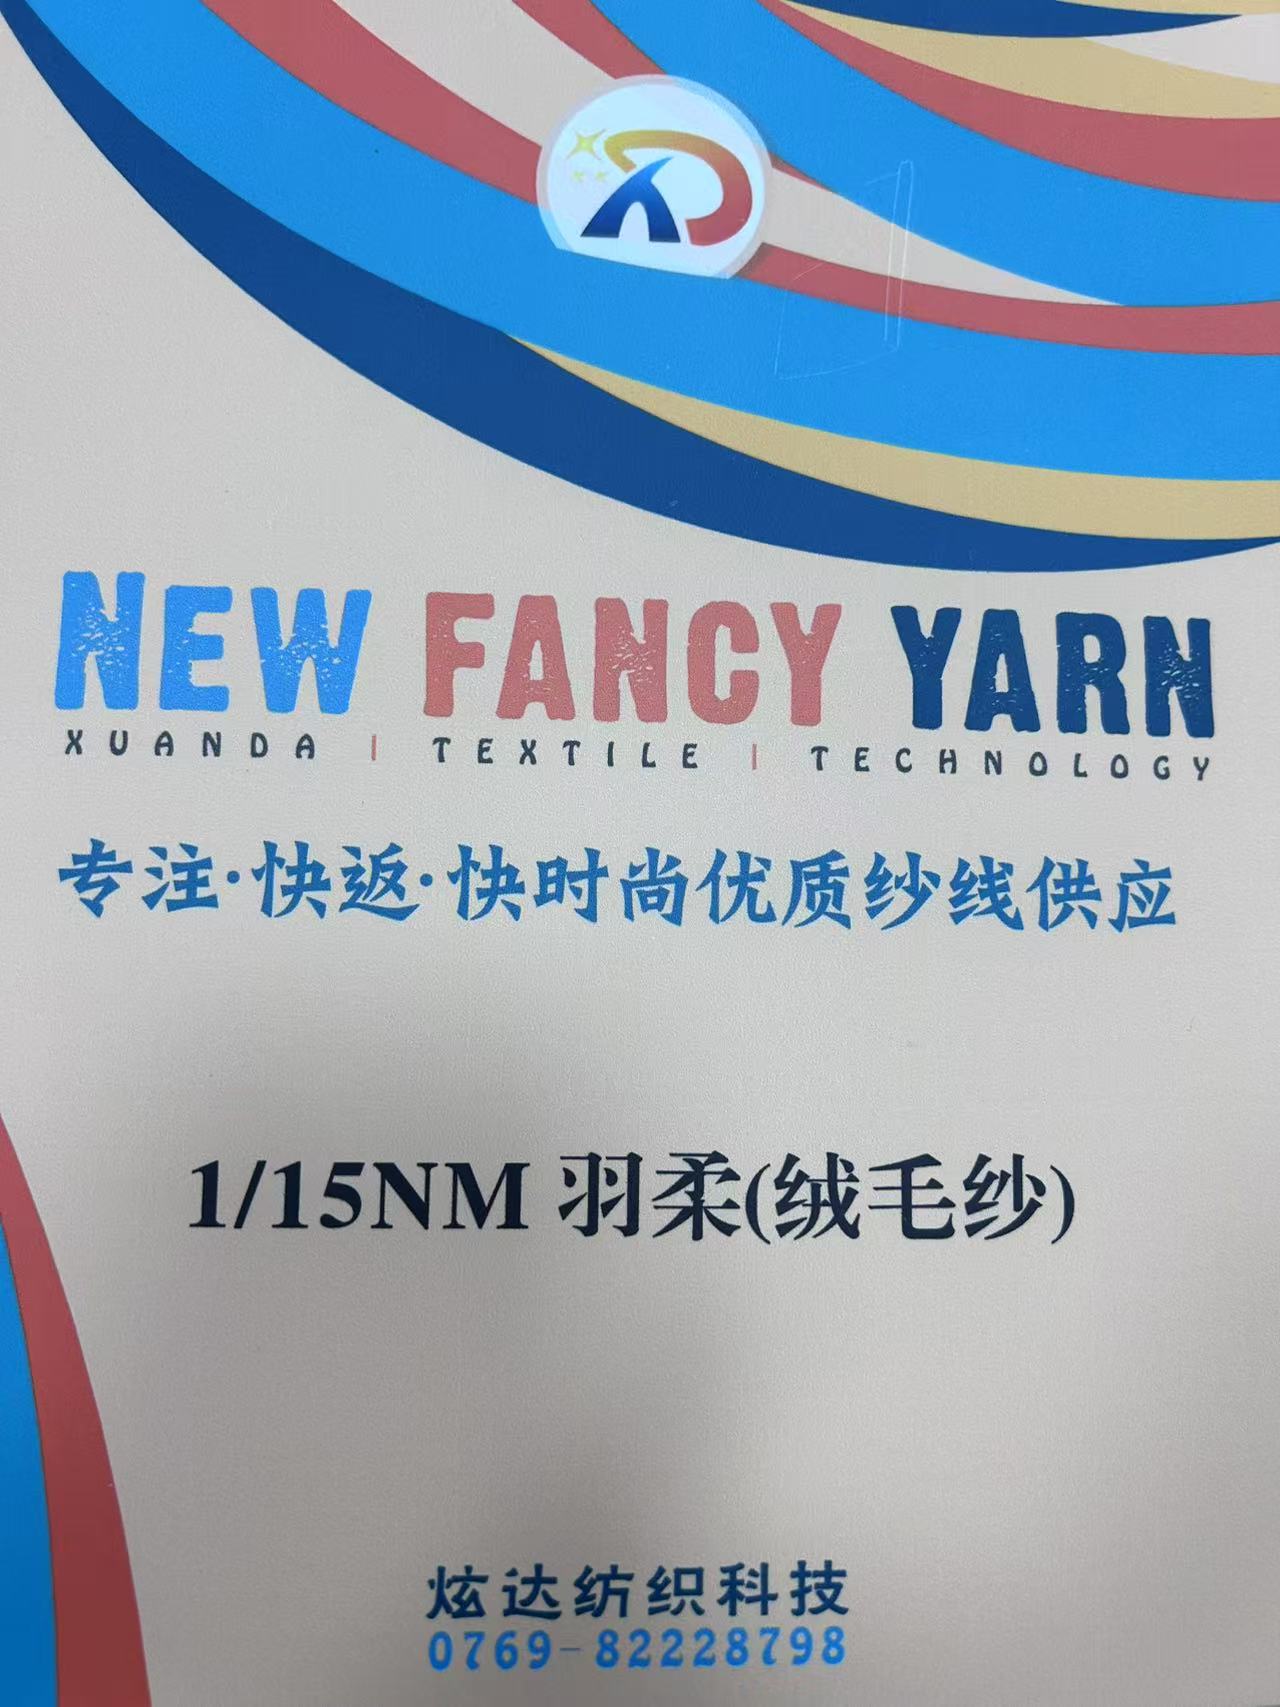 NEW FANCY YARN
XUANDA | TEXTILE | TECHNOLOGY
专注·快返·快时尚优质纱线供应
1/15NM 羽柔(绒毛纱)
炫达纺织科技
0769-82228798